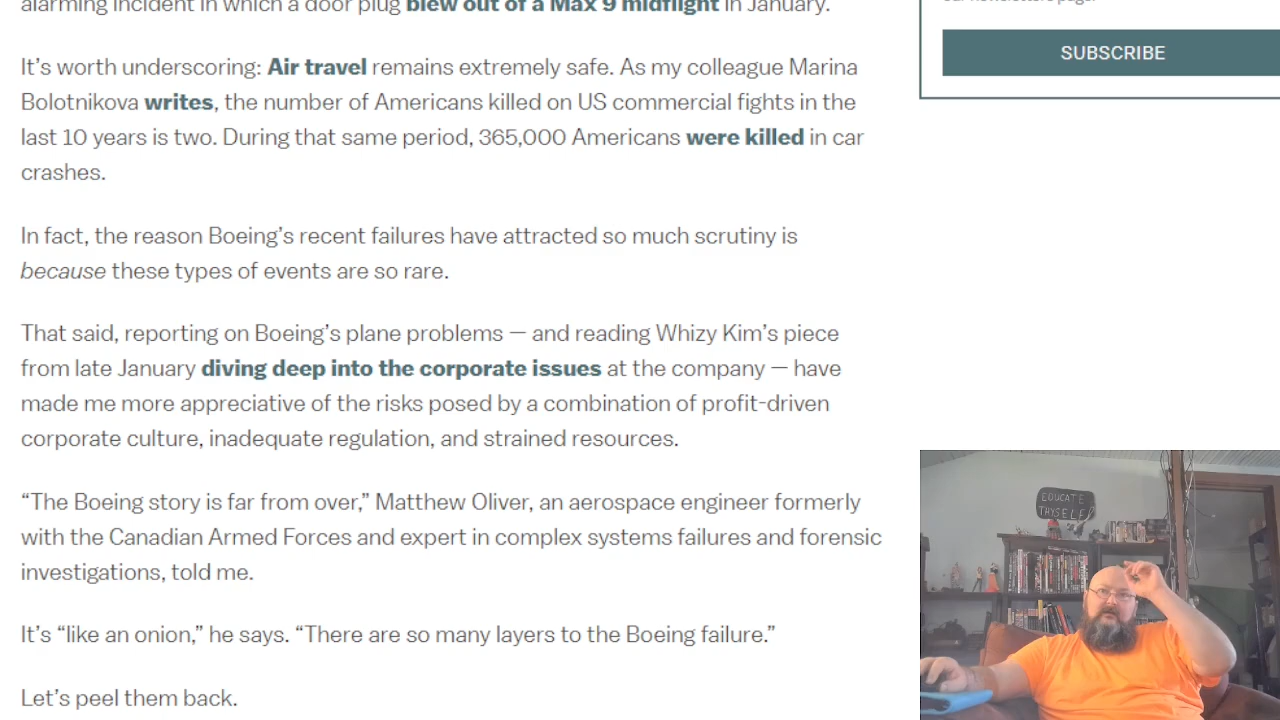 alarming incident in which a door plug blew out of a Max 9 midflight in January.
our newsletters page.
SUBSCRIBE
It's worth underscoring: Air travel remains extremely safe. As my colleague Marina
Bolotnikova writes, the number of Americans killed on US commercial fights in the
last 10 years is two. During that same period, 365,000 Americans were killed in car
crashes.
In fact, the reason Boeing's recent failures have attracted so much scrutiny is
because these types of events are so rare.
That said, reporting on Boeing's plane problems — and reading Whizy Kim's piece
from late January diving deep into the corporate issues at the company — have
made me more appreciative of the risks posed by a combination of profit-driven
corporate culture, inadequate regulation, and strained resources.
“The Boeing story is far from over,” Matthew Oliver, an aerospace engineer formerly
with the Canadian Armed Forces and expert in complex systems failures and forensic
investigations, told me.
It's “like an onion,” he says. “There are so many layers to the Boeing failure.”
Let's peel them back.
EDUCATE
THYSELF